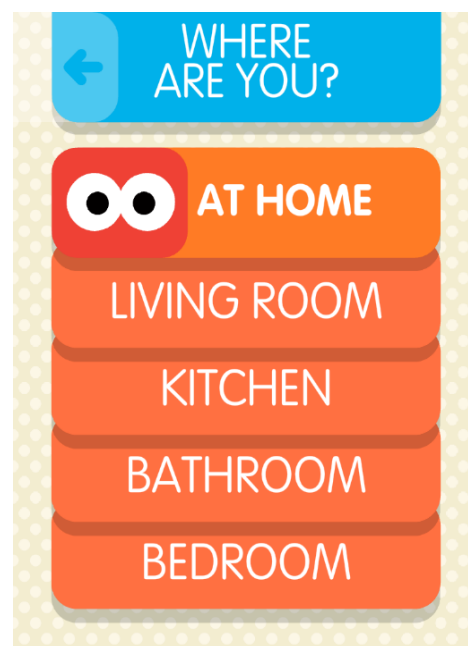 WHERE
ARE YOU?
AT HOME
LIVING ROOM
KITCHEN
BATHROOM
BEDROOM